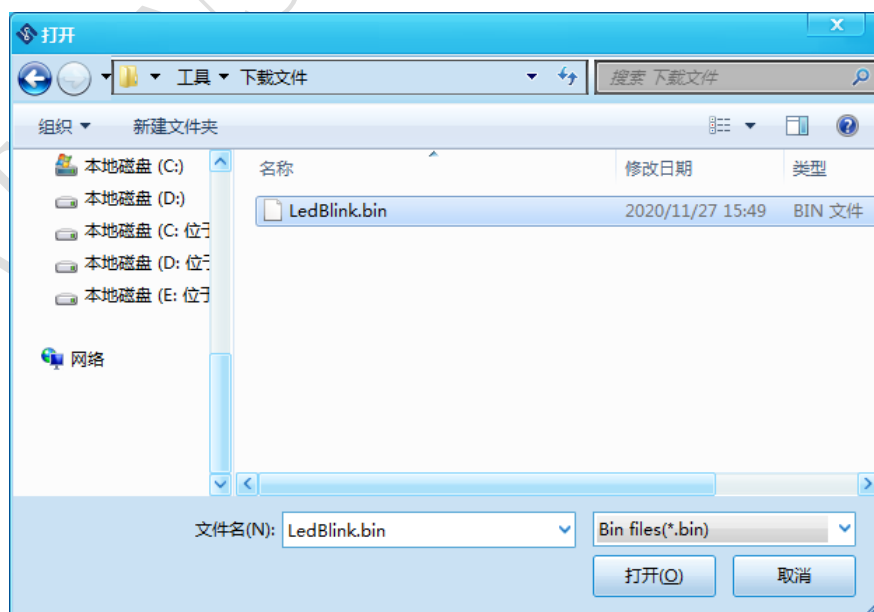 打开
工具 下载文件 搜索 下载文件
组织 新建文件夹
本地磁盘 (C:)
本地磁盘 (D:)
本地磁盘 (C: 位于
本地磁盘 (D: 位于
本地磁盘 (E: 位于
网络
名称 修改日期 类型
LedBlink.bin 2020/11/27 15:49 BIN 文件
文件名(N): LedBlink.bin Bin files(*.bin)
打开(O) 取消